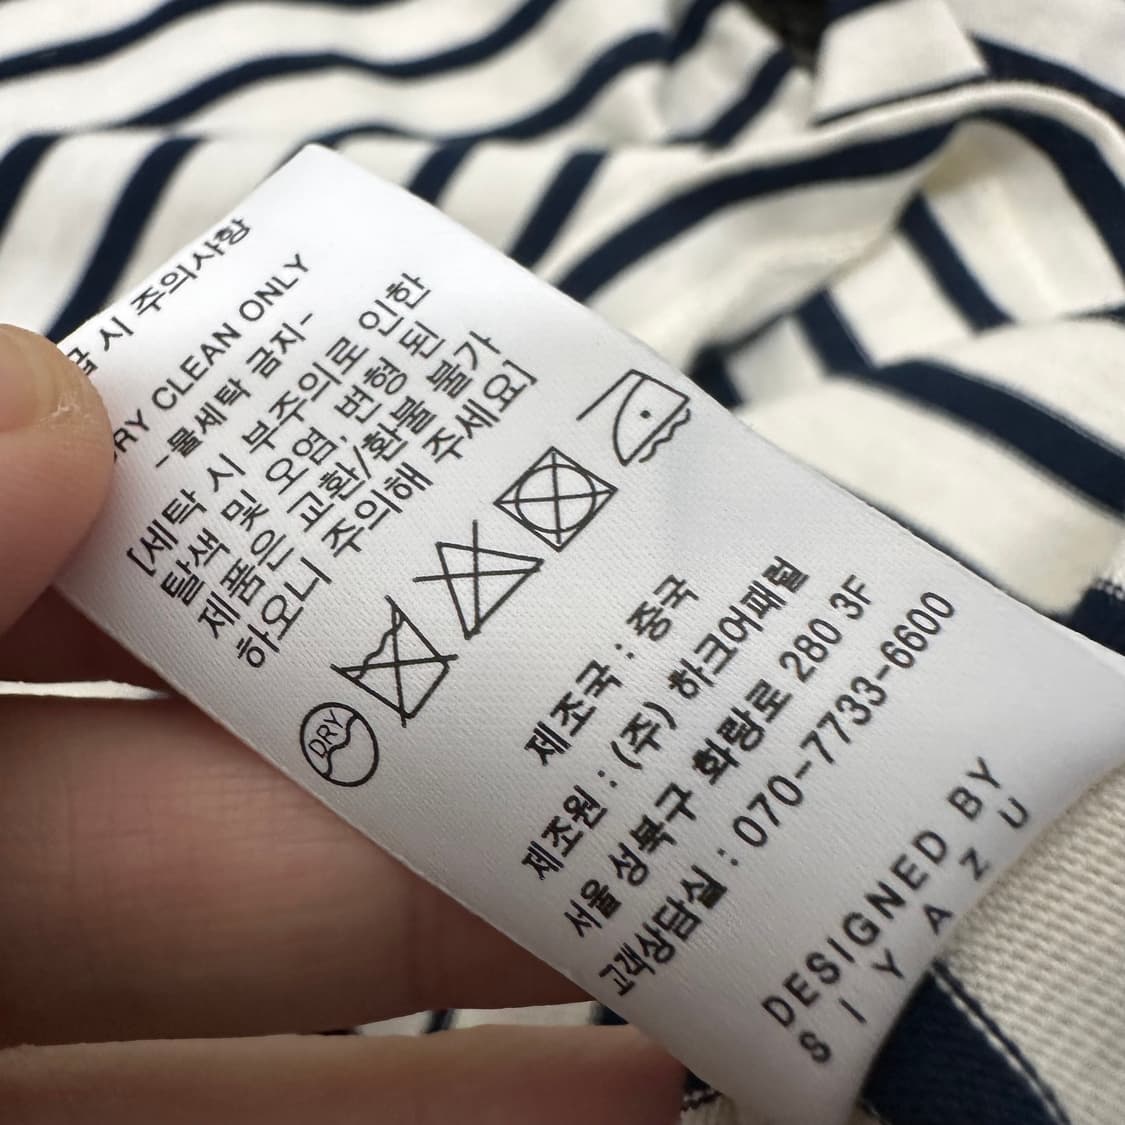 시 주의사항
DRY CLEAN ONLY
-물세탁 금지-
[세탁 시 부주의로 인한
탈색 및 오염, 변형 된
제품은 교환/환불 불가
하오니 주의해 주세요]
DRY
제조국 : 중국
제조원 : (주) 하크어패럴
서울 성북구 화랑로 280 3F
고객상담실 : 070-7733-6600
DESIGNED BY
SIYAZU